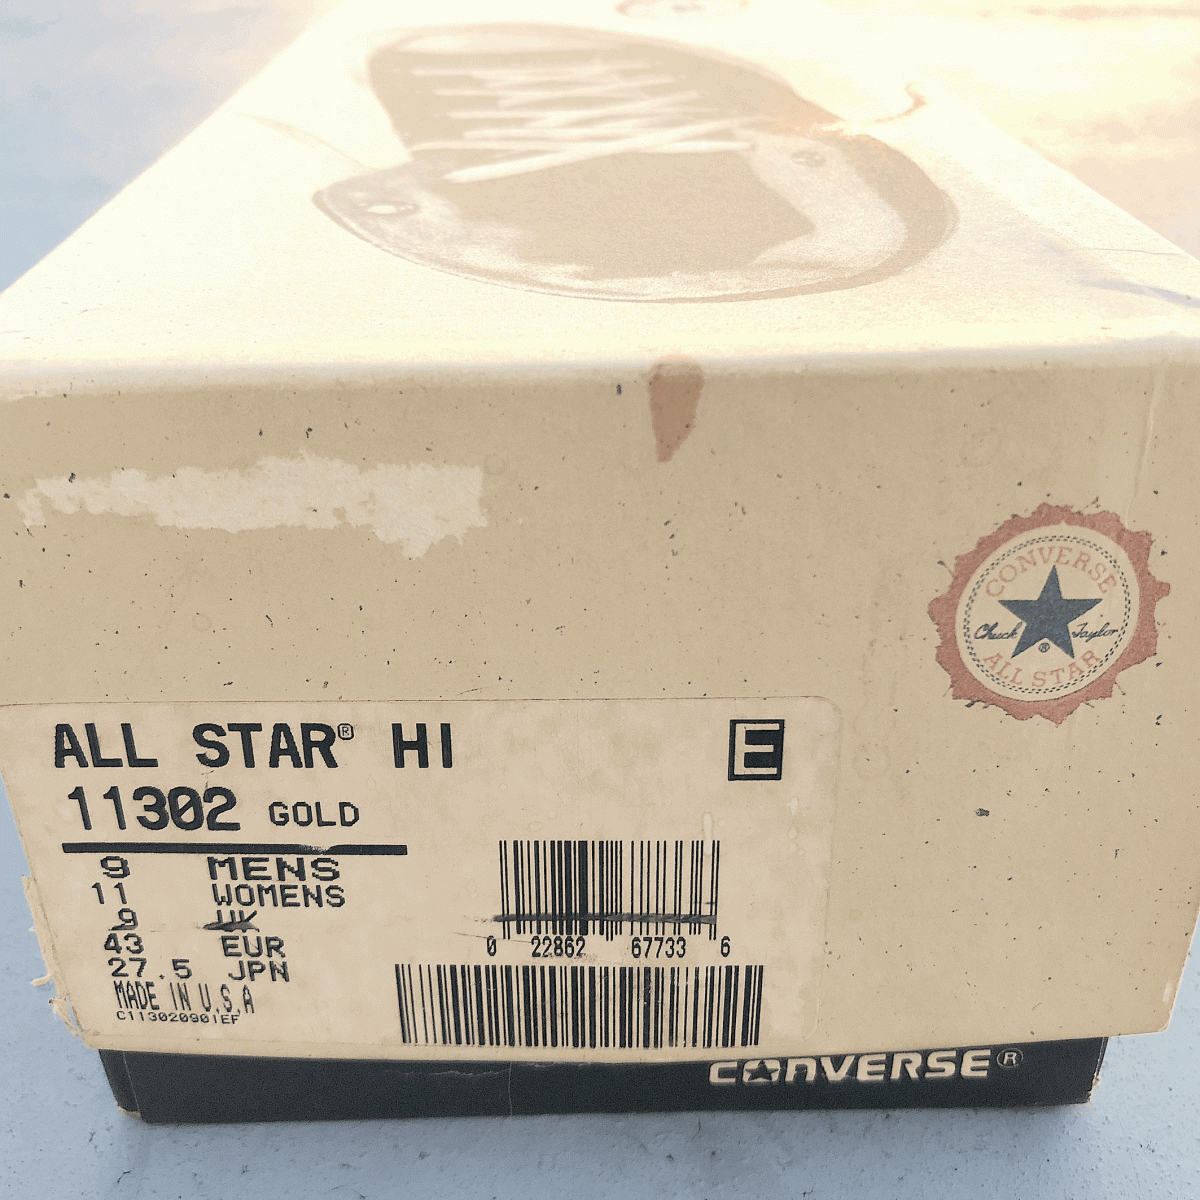 CONVERSE
Chuck Taylor
®
ALL STAR
ALL STAR® HI
E
11302 GOLD
9 MENS
11 WOMENS
9 UK
43 EUR
27.5 JPN
MADE IN U.S.A
C113020901EF
0 22862 67733 6
CONVERSE®